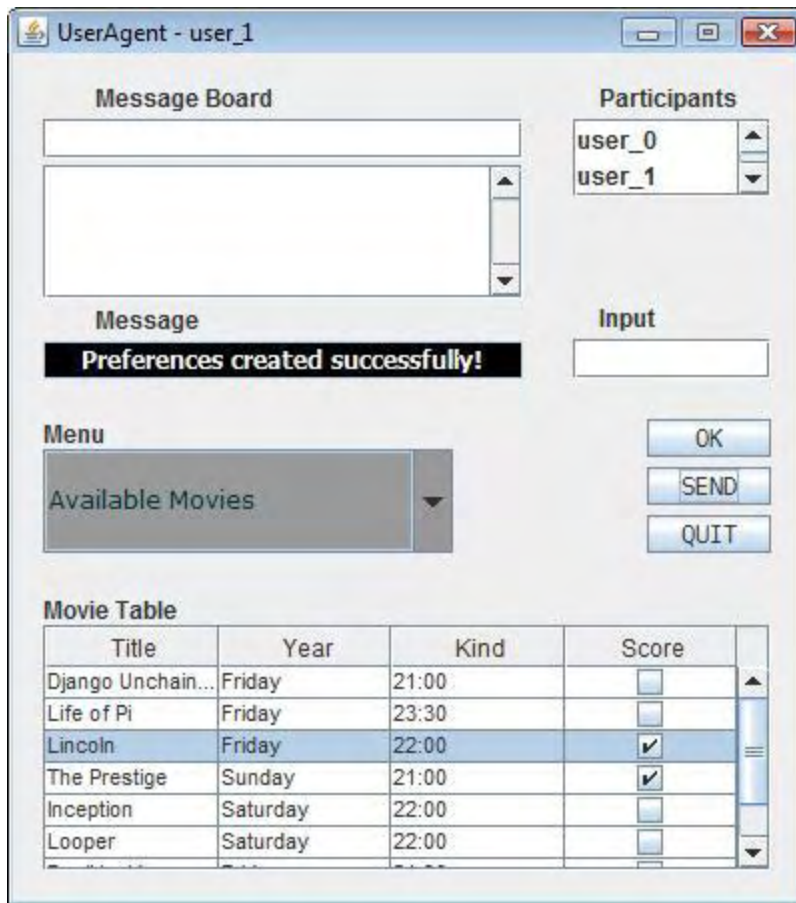 UserAgent - user_1
Message Board
Participants
user_0
user_1
Message
Input
Preferences created successfully!
Menu
OK
Available Movies
SEND
QUIT
Movie Table
Title Year Kind Score
Django Unchain... Friday 21:00
Life of Pi Friday 23:30
Lincoln Friday 22:00
The Prestige Sunday 21:00
Inception Saturday 22:00
Looper Saturday 22:00